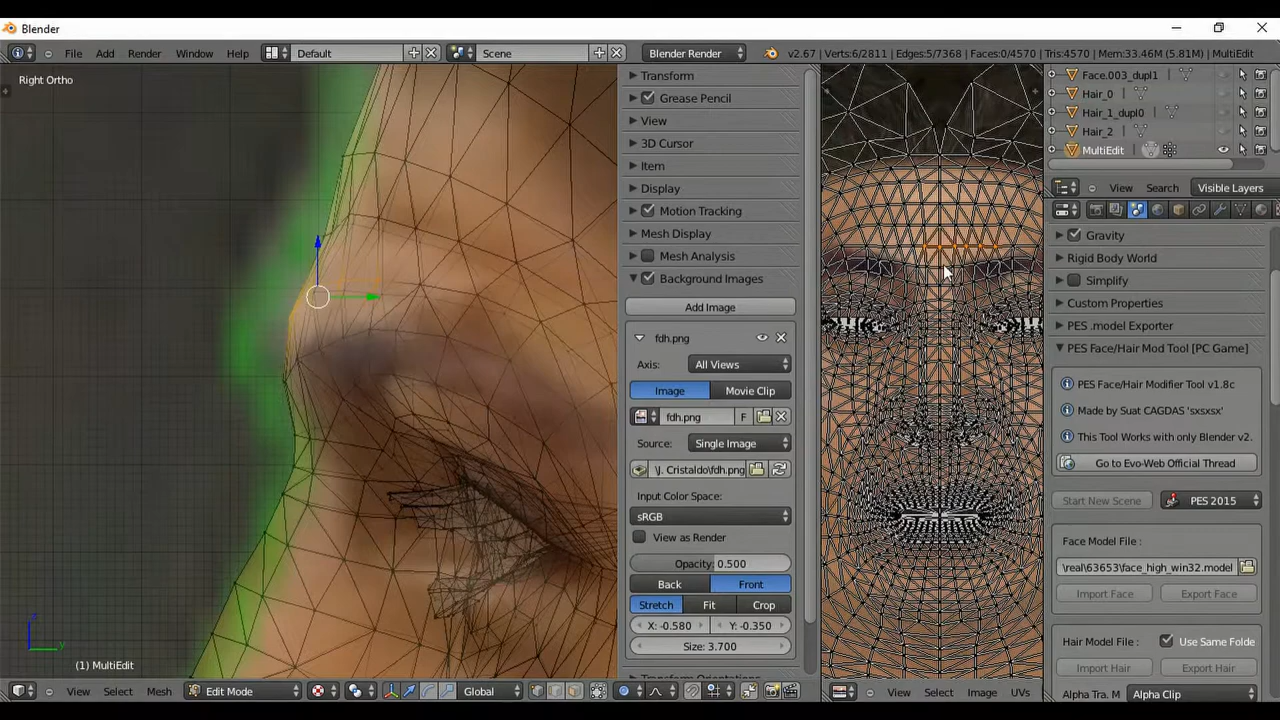 Blender
File Add Render Window Help Default Scene Blender Render v2.67 | Verts:6/2811 | Edges:5/7368 | Faces:0/4570 | Tris:4570 | Mem:33.46M (5.81M) | MultiEdit
Right Ortho
Transform
Grease Pencil
View
3D Cursor
Item
Display
Motion Tracking
Mesh Display
Mesh Analysis
Background Images
Add Image
fdh.png
Axis: All Views
Image Movie Clip
fdh.png F
Source: Single Image
\J. Cristaldo\fdh.png
Input Color Space:
sRGB
View as Render
Opacity: 0.500
Back Front
Stretch Fit Crop
X: -0.580 Y: -0.350
Size: 3.700
Face.003_dupl1
Hair_0
Hair_1_dupl0
Hair_2
MultiEdit
View Search Visible Layers
Gravity
Rigid Body World
Simplify
Custom Properties
PES .model Exporter
PES Face/Hair Mod Tool [PC Game]
PES Face/Hair Modifier Tool v1.8c
Made by Suat CAGDAS 'sxsxsx'
This Tool Works with only Blender v2.
Go to Evo-Web Official Thread
Start New Scene PES 2015
Face Model File :
\real\63653\face_high_win32.model
Import Face Export Face
Hair Model File : Use Same Folde
Import Hair Export Hair
Alpha Tra. M Alpha Clip
z
y
(1) MultiEdit
View Select Mesh Edit Mode Global
View Select Image UVs